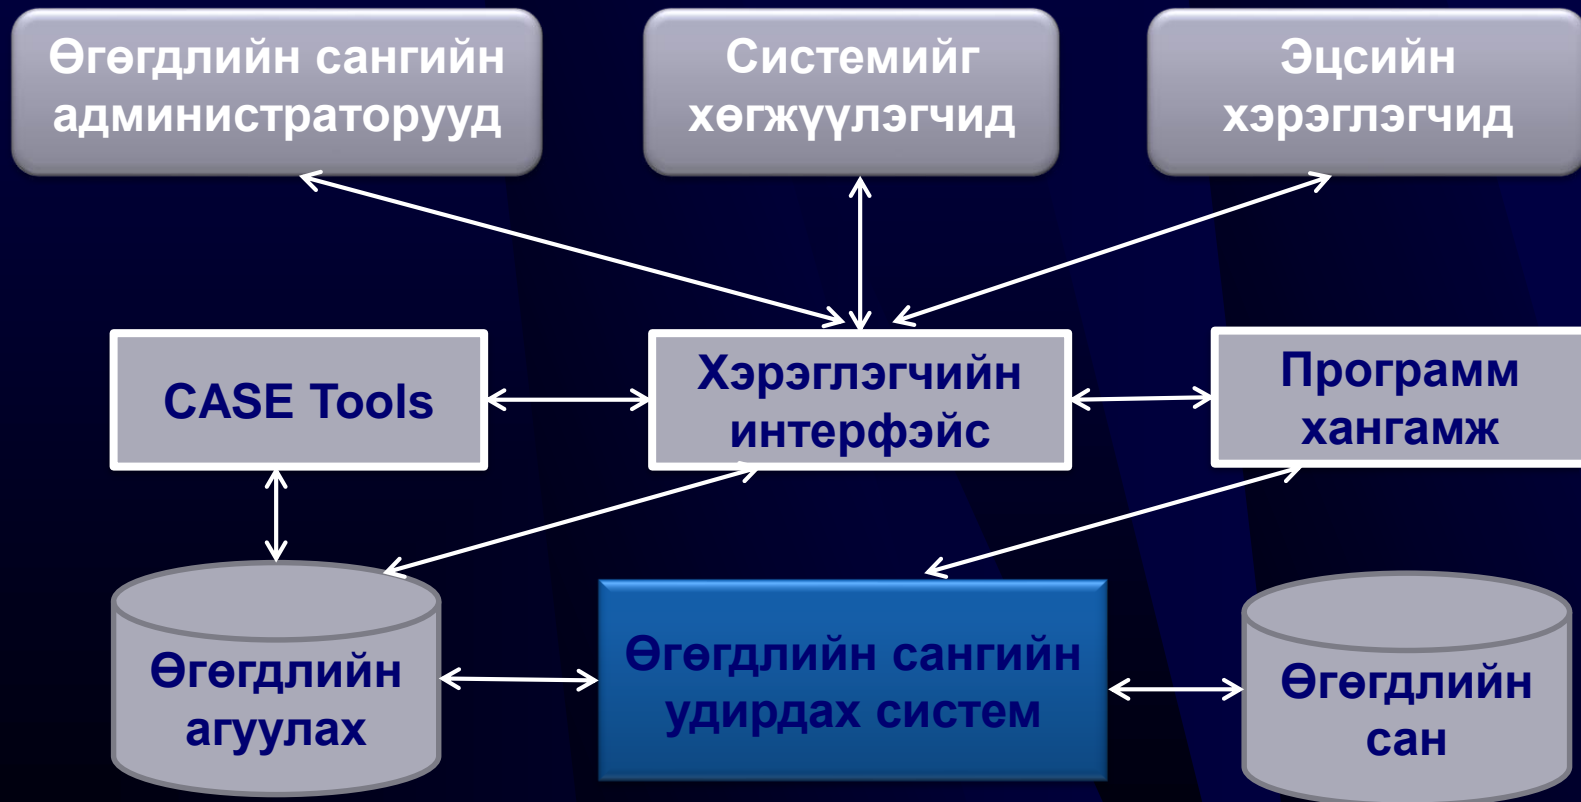 Өгөгдлийн сангийн
администраторууд
Системийг
хөгжүүлэгчид
Эцсийн
хэрэглэгчид
CASE Tools
Хэрэглэгчийн
интерфэйс
Программ
хангамж
Өгөгдлийн
агуулах
Өгөгдлийн сангийн
удирдах систем
Өгөгдлийн
сан